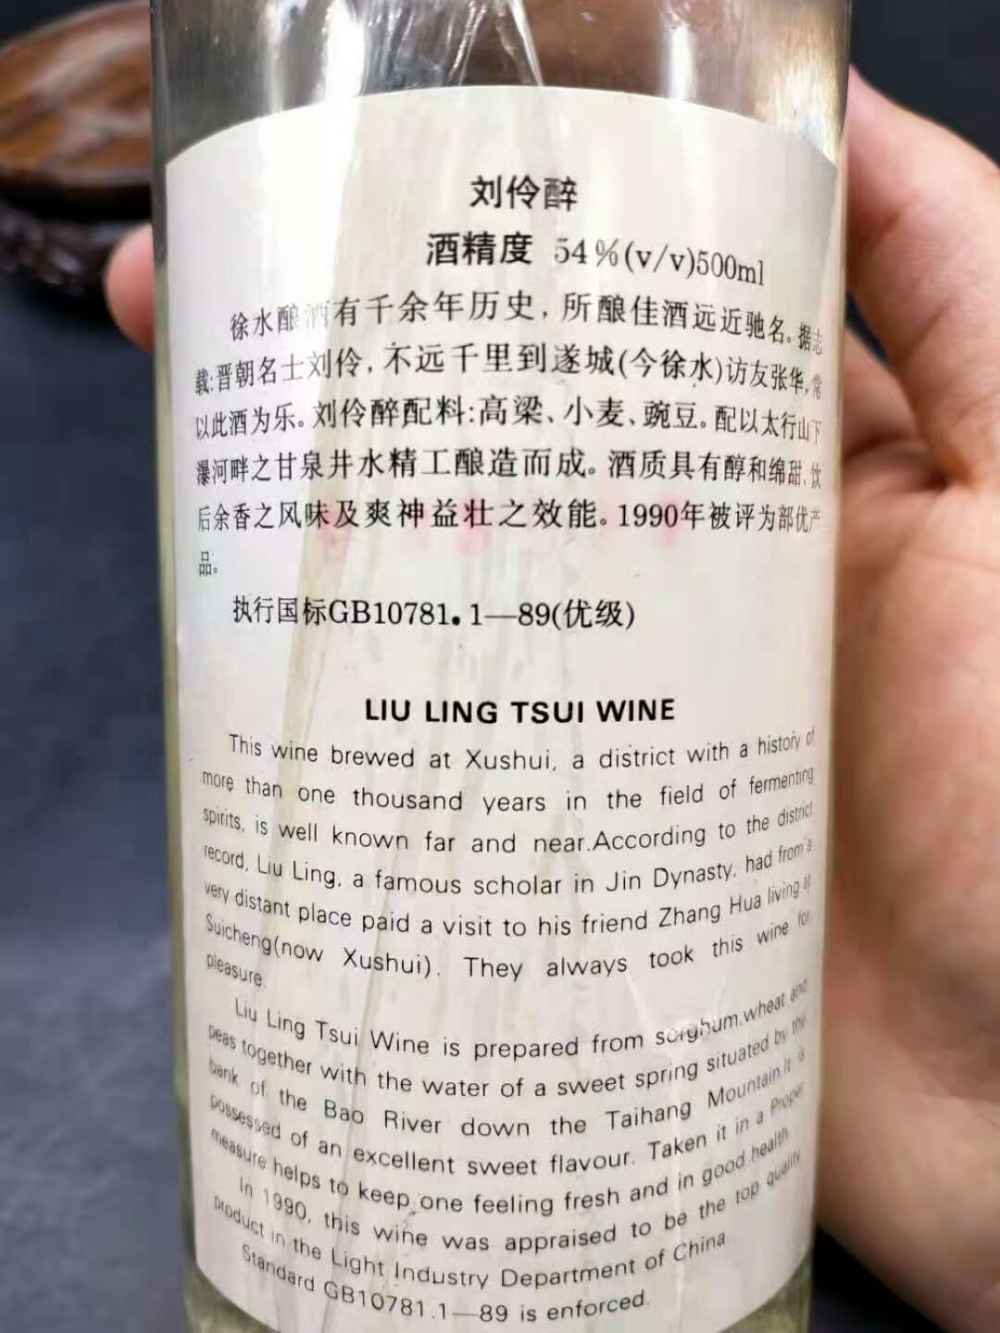 刘伶醉
酒精度 54%(v/v)500ml
徐水酿酒有千余年历史，所酿佳酒远近驰名。据志
载:晋朝名士刘伶，不远千里到遂城(今徐水)访友张华，常
以此酒为乐。刘伶醉配料:高粱、小麦、豌豆。配以太行山下
瀑河畔之甘泉井水精工酿造而成。酒质具有醇和绵甜、饮
后余香之风味及爽神益壮之效能。1990年被评为部优产
品。
执行国标GB10781.1—89(优级)
LIU LING TSUI WINE
This wine brewed at Xushui, a district with a history of
more than one thousand years in the field of fermenting
spirits, is well known far and near.According to the district
record, Liu Ling, a famous scholar in Jin Dynasty, had from a
very distant place paid a visit to his friend Zhang Hua living at
Suicheng(now Xushui). They always took this wine for
pleasure.
Liu Ling Tsui Wine is prepared from sorghum,wheat and
peas together with the water of a sweet spring situated by the
bank of the Bao River down the Taihang Mountain.It is
possessed of an excellent sweet flavour. Taken it in a Proper
measure helps to keep one feeling fresh and in good health.
In 1990, this wine was appraised to be the top quality
product in the Light Industry Department of China
Standard GB10781.1—89 is enforced.